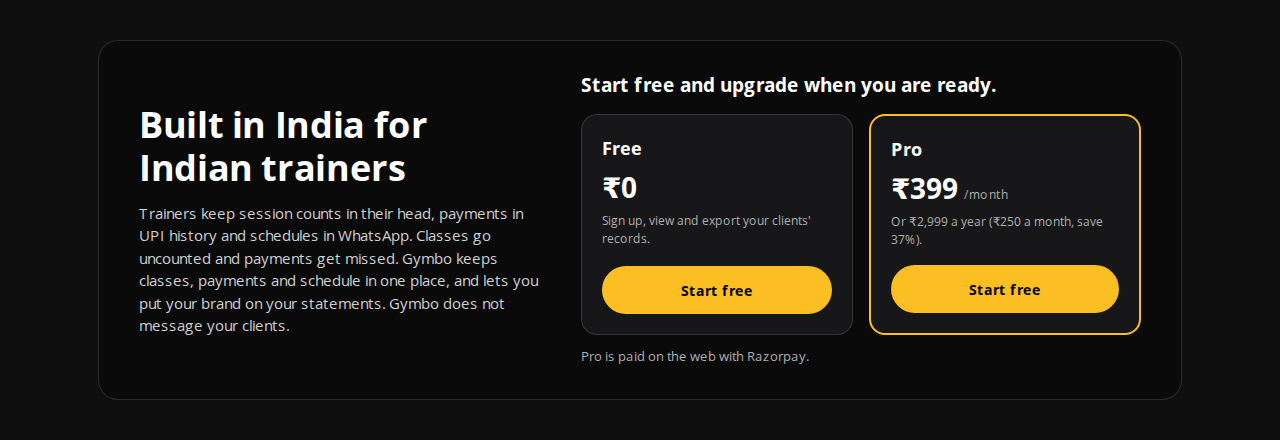 Built in India for
Indian trainers
Trainers keep session counts in their head, payments in
UPI history and schedules in WhatsApp. Classes go
uncounted and payments get missed. Gymbo keeps
classes, payments and schedule in one place, and lets you
put your brand on your statements. Gymbo does not
message your clients.
Start free and upgrade when you are ready.
Free
₹0
Sign up, view and export your clients'
records.
Start free
Pro
₹399 /month
Or ₹2,999 a year (₹250 a month, save
37%).
Start free
Pro is paid on the web with Razorpay.